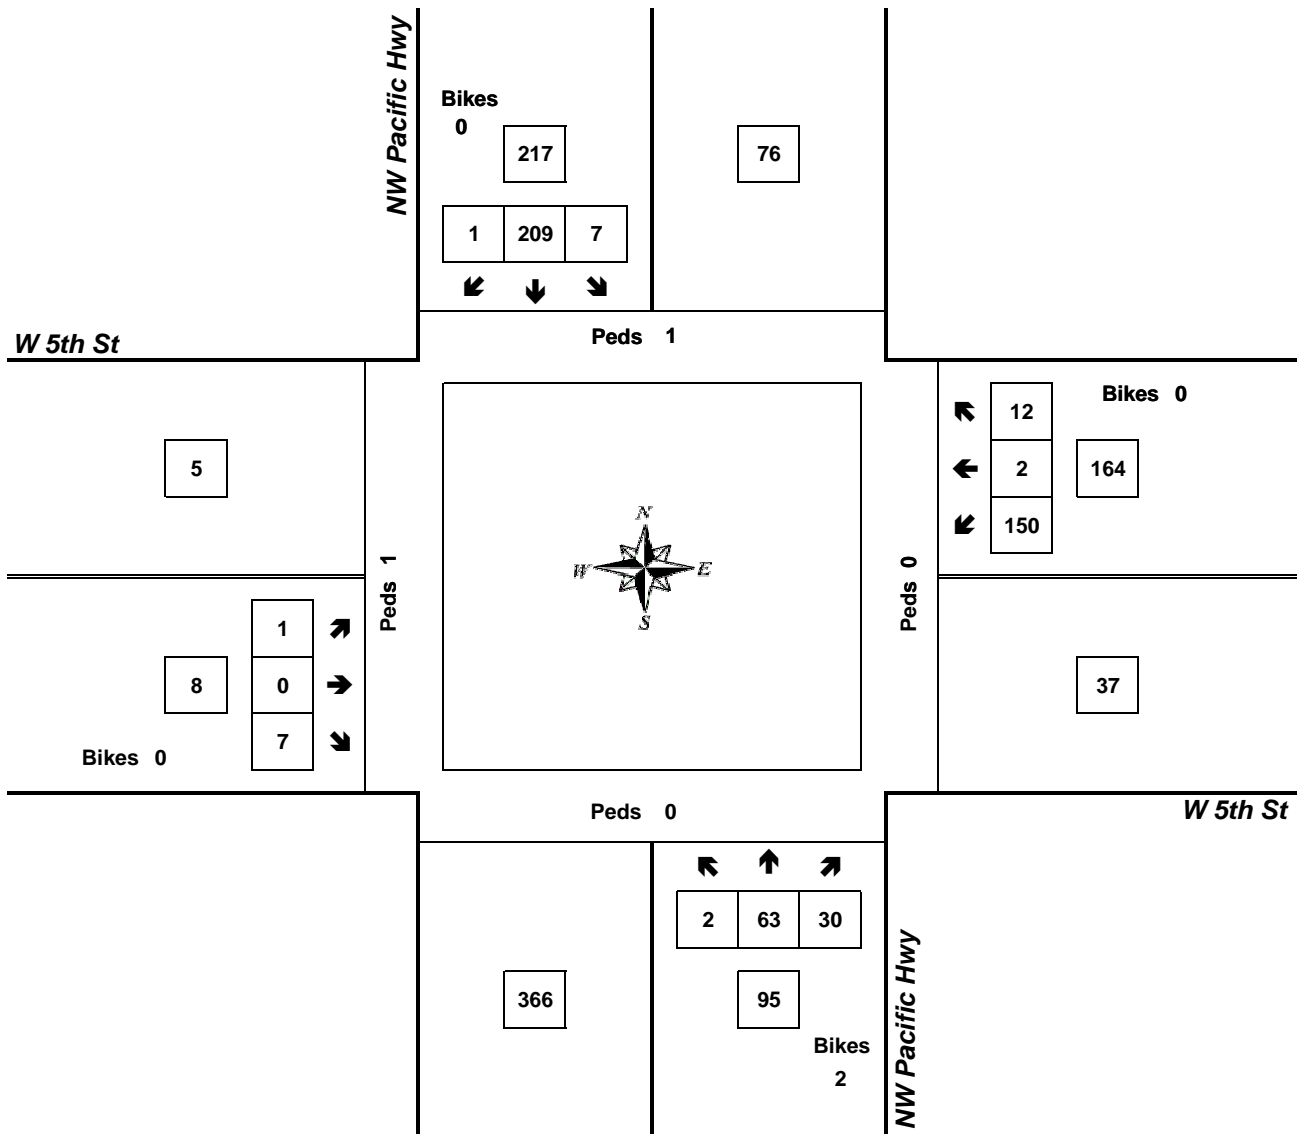 NW Pacific Hwy
Bikes
0
217
76
1 209 7
Peds 1
W 5th St
Bikes 0
12
5
2
164
150
N
W E
S
Peds 1
Peds 0
1
8
0
37
7
Bikes 0
Peds 0
W 5th St
2 63 30
366
95
NW Pacific Hwy
Bikes
2